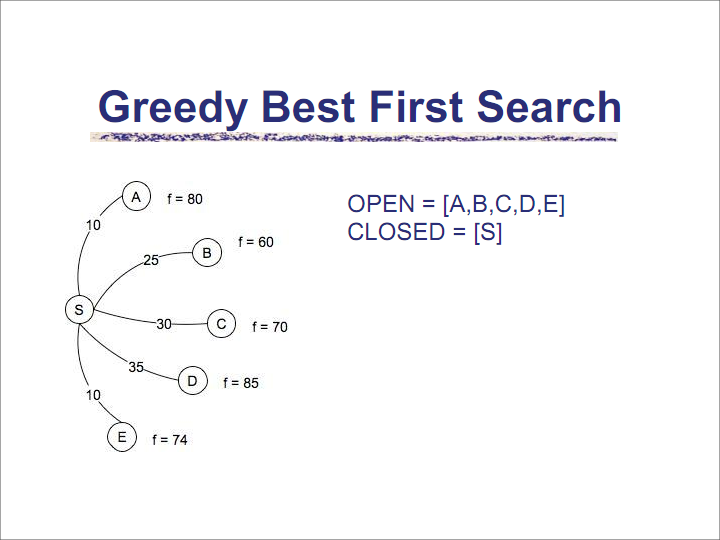 Greedy Best First Search
A
f = 80
OPEN = [A,B,C,D,E]
CLOSED = [S]
10
f = 60
B
25
S
30
C
f = 70
35
D
f = 85
10
E
f = 74